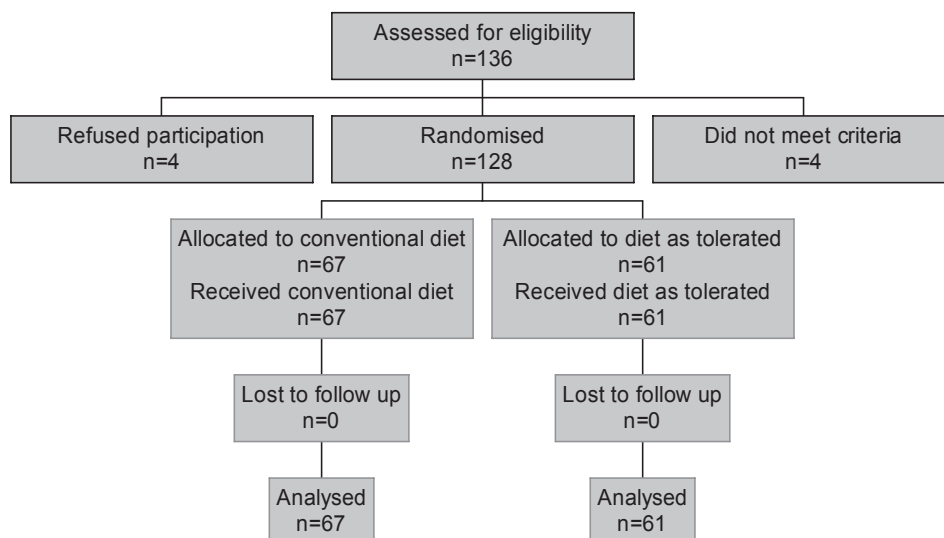 Assessed for eligibility
n=136
Refused participation
n=4
Randomised
n=128
Did not meet criteria
n=4
Allocated to conventional diet
n=67
Received conventional diet
n=67
Allocated to diet as tolerated
n=61
Received diet as tolerated
n=61
Lost to follow up
n=0
Lost to follow up
n=0
Analysed
n=67
Analysed
n=61